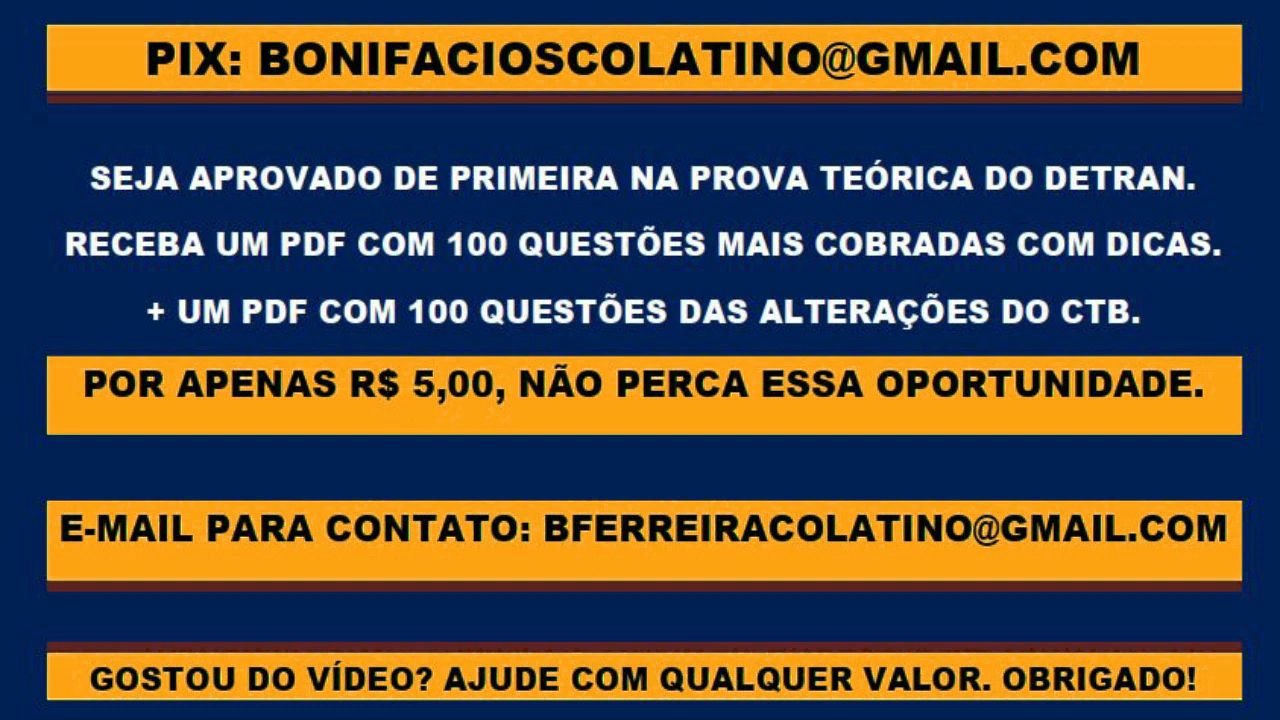 PIX: BONIFACIOSCOLATINO@GMAIL.COM
SEJA APROVADO DE PRIMEIRA NA PROVA TEÓRICA DO DETRAN.
RECEBA UM PDF COM 100 QUESTÕES MAIS COBRADAS COM DICAS.
+ UM PDF COM 100 QUESTÕES DAS ALTERAÇÕES DO CTB.
POR APENAS R$ 5,00, NÃO PERCA ESSA OPORTUNIDADE.
E-MAIL PARA CONTATO: BFERREIRACOLATINO@GMAIL.COM
GOSTOU DO VÍDEO? AJUDE COM QUALQUER VALOR. OBRIGADO!